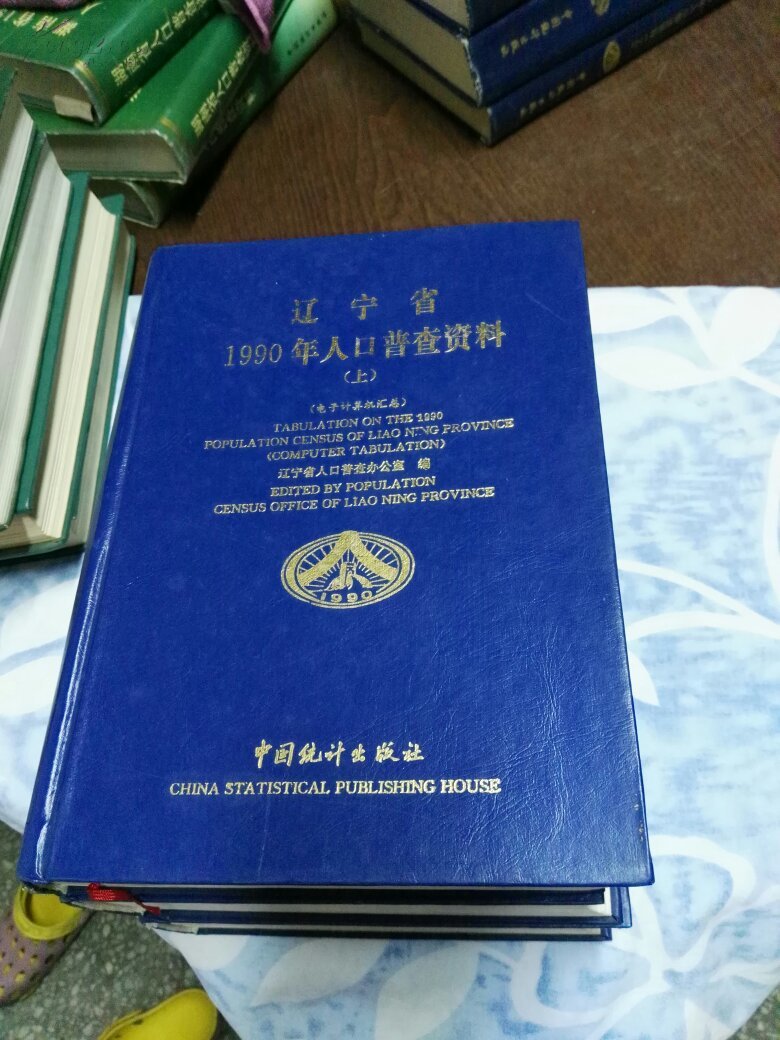 辽宁省
1990年人口普查资料
(上)
(电子计算机汇总)
TABULATION ON THE 1990
POPULATION CENSUS OF LIAO NING PROVINCE
(COMPUTER TABULATION)
辽宁省人口普查办公室 编
EDITED BY POPULATION
CENSUS OFFICE OF LIAO NING PROVINCE
1990
中国统计出版社
CHINA STATISTICAL PUBLISHING HOUSE